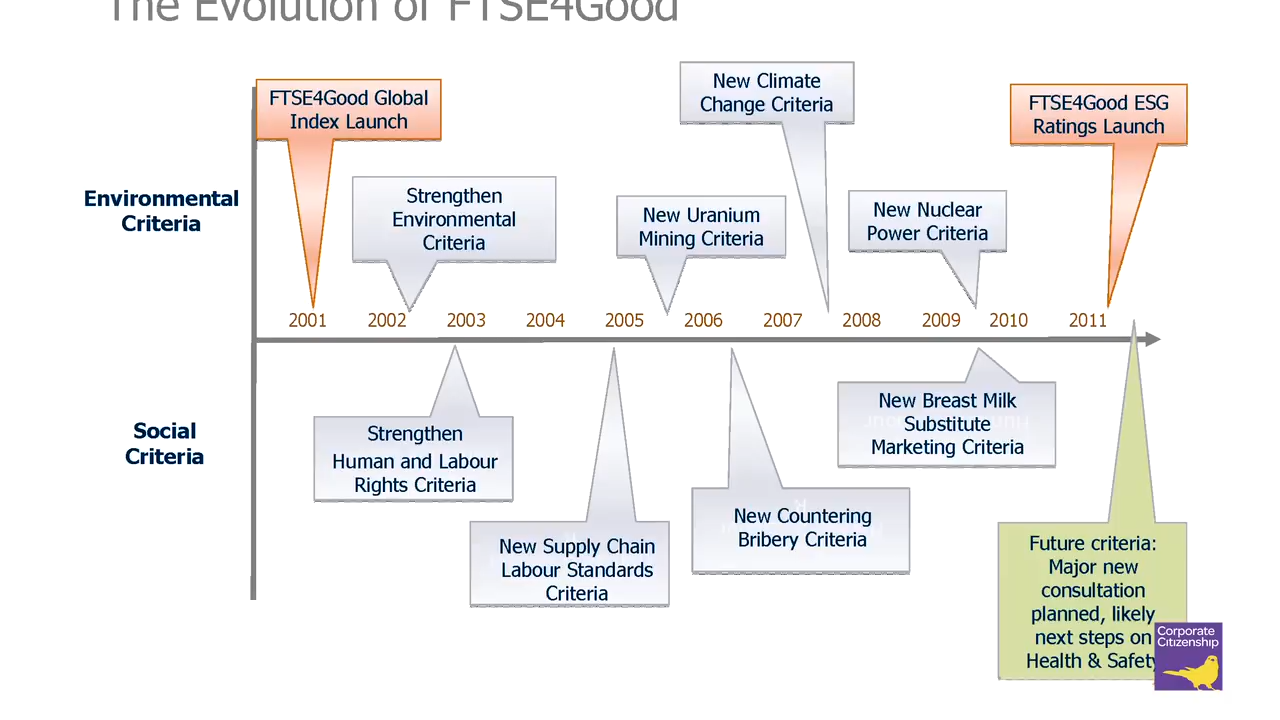 The Evolution of FTSE4Good
FTSE4Good Global
Index Launch
New Climate
Change Criteria
FTSE4Good ESG
Ratings Launch
Environmental
Criteria
Strengthen
Environmental
Criteria
New Uranium
Mining Criteria
New Nuclear
Power Criteria
2001 2002 2003 2004 2005 2006 2007 2008 2009 2010 2011
Social
Criteria
Strengthen
Human and Labour
Rights Criteria
New Supply Chain
Labour Standards
Criteria
New Countering
Bribery Criteria
New Breast Milk
Substitute
Marketing Criteria
Future criteria:
Major new
consultation
planned, likely
next steps on
Health & Safety
Corporate
Citizenship